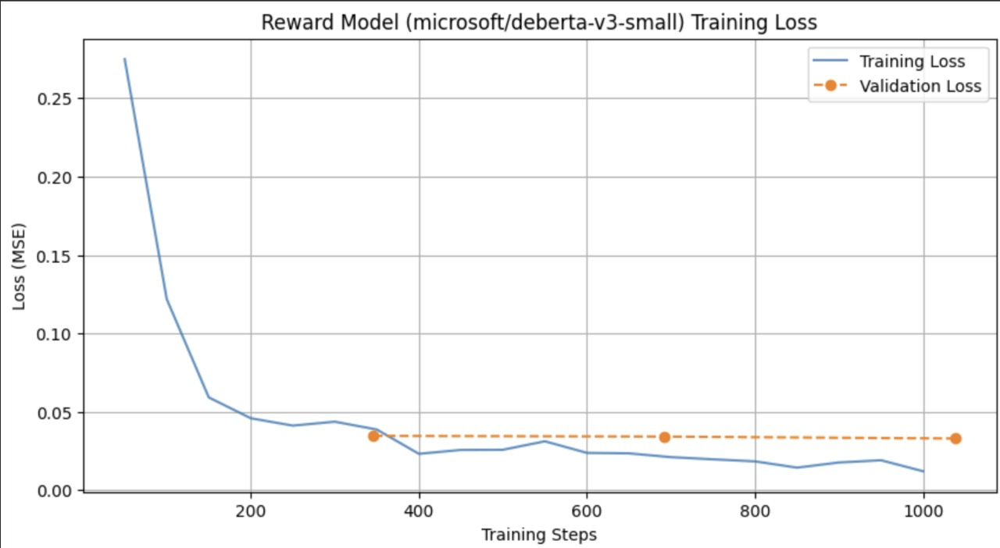 Reward Model (microsoft/deberta-v3-small) Training Loss
Training Loss
Validation Loss
Loss (MSE)
0.25
0.20
0.15
0.10
0.05
0.00
200 400 600 800 1000
Training Steps